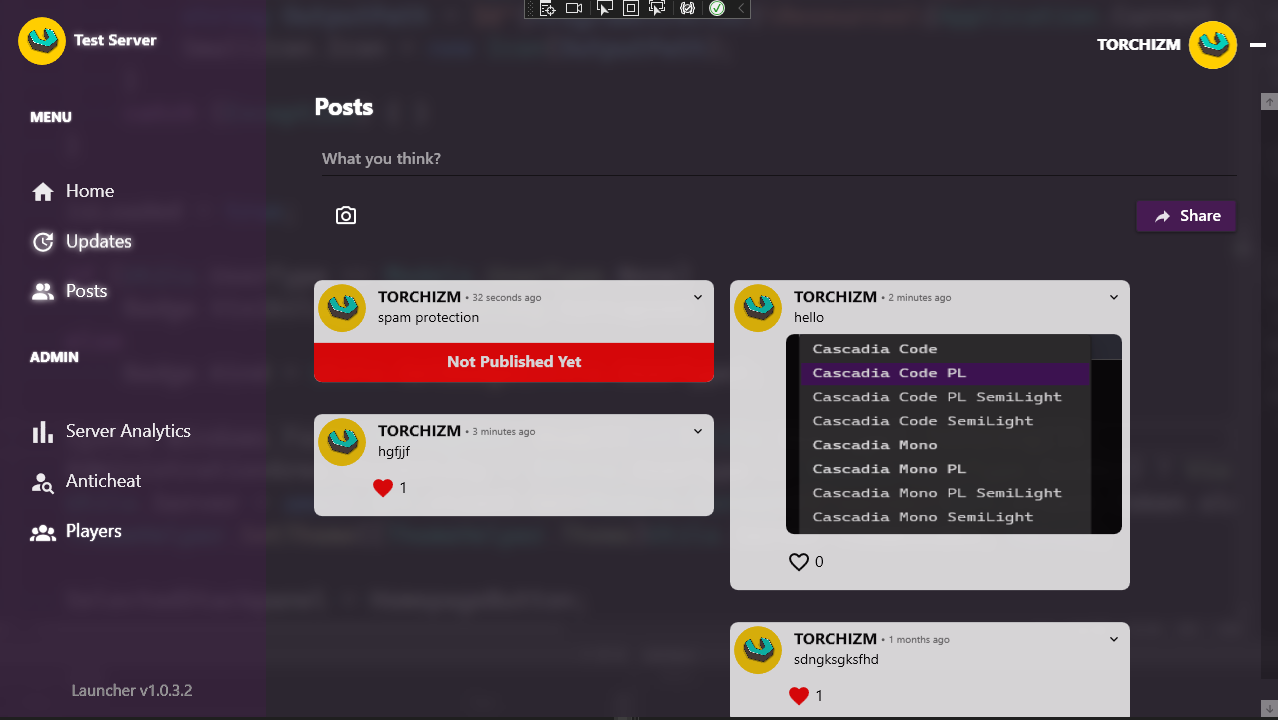 Test Server
TORCHIZM
MENU
Home
Updates
Posts
ADMIN
Server Analytics
Anticheat
Players
Launcher v1.0.3.2
Posts
What you think?
Share
TORCHIZM • 32 seconds ago
spam protection
Not Published Yet
TORCHIZM • 3 minutes ago
hgfjjf
1
TORCHIZM • 2 minutes ago
hello
Cascadia Code
Cascadia Code PL
Cascadia Code PL SemiLight
Cascadia Code SemiLight
Cascadia Mono
Cascadia Mono PL
Cascadia Mono PL SemiLight
Cascadia Mono SemiLight
0
TORCHIZM • 1 months ago
sdngksgksfhd
1